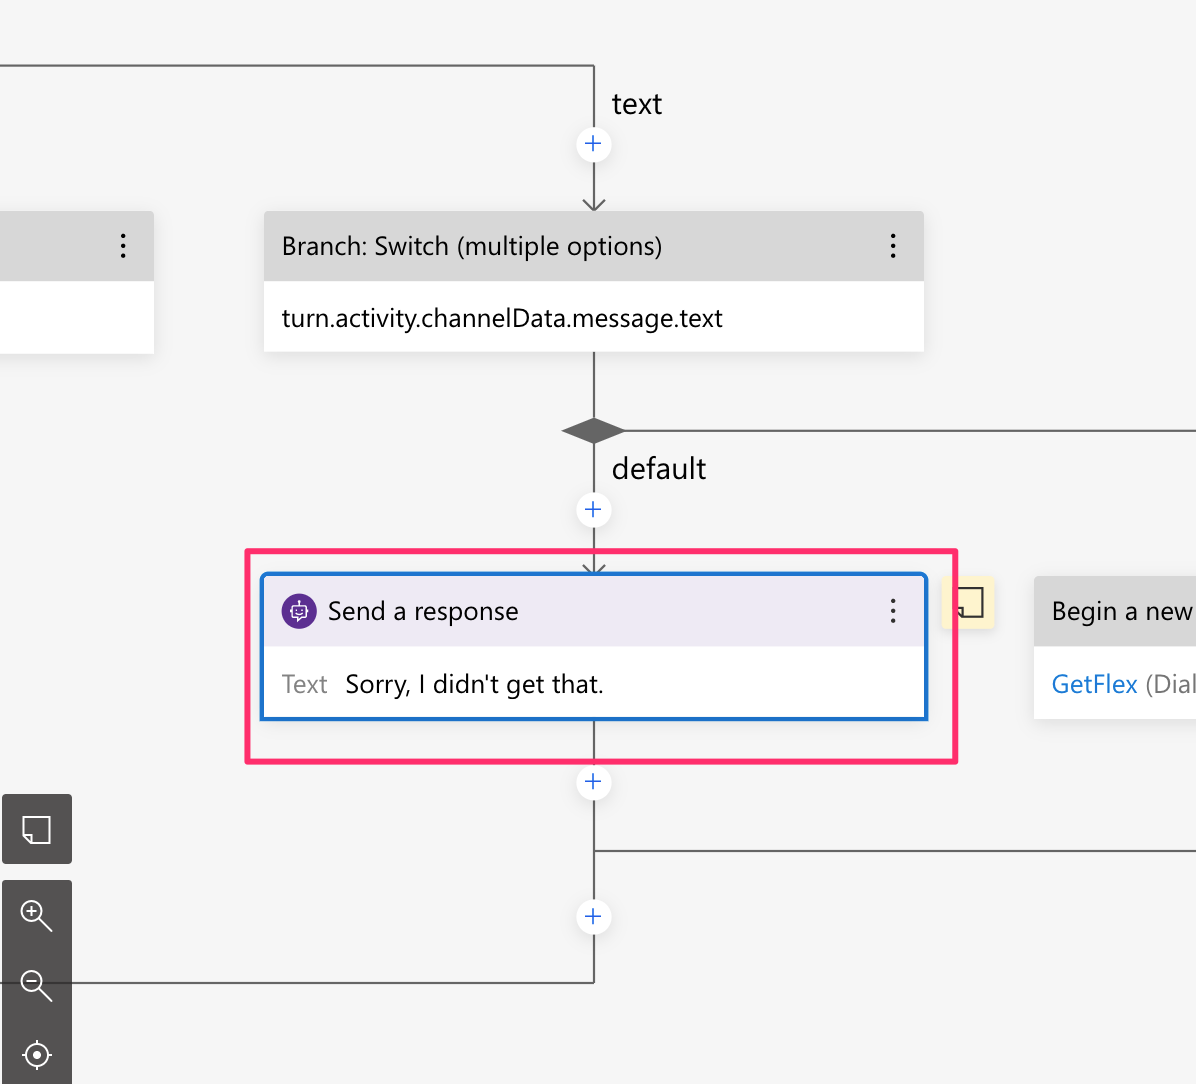 text
Branch: Switch (multiple options)
turn.activity.channelData.message.text
default
Send a response
Begin a new
Text Sorry, I didn't get that.
GetFlex (Dial